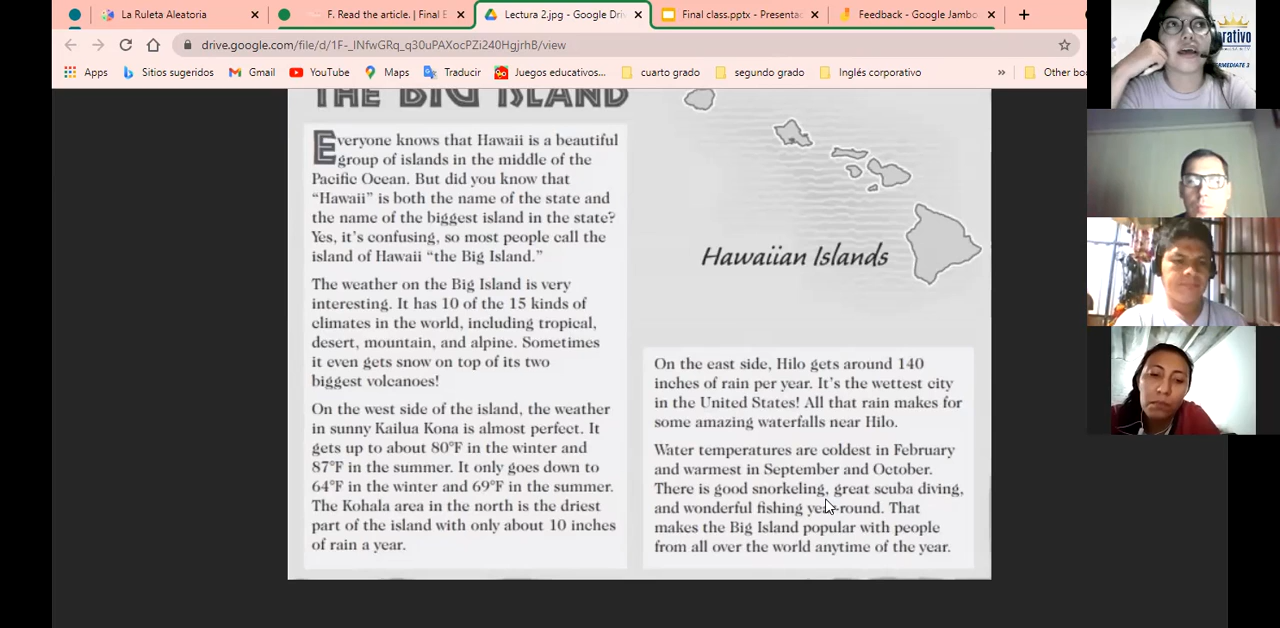 La Ruleta Aleatoria
F. Read the article. | Final E
Lectura 2.jpg - Google Dri
Final class.pptx - Presentac
Feedback - Google Jambo
drive.google.com/file/d/1F-_INfwGRq_q30uPAXocPZi240HgjrhB/view
Apps
Sitios sugeridos
Gmail
YouTube
Maps
Traducir
Juegos educativos...
cuarto grado
segundo grado
Inglés corporativo
»
Other bo
rativo
RMEDIATE 3
THE BIG ISLAND
Everyone knows that Hawaii is a beautiful
group of islands in the middle of the
Pacific Ocean. But did you know that
“Hawaii” is both the name of the state and
the name of the biggest island in the state?
Yes, it’s confusing, so most people call the
island of Hawaii “the Big Island.”
The weather on the Big Island is very
interesting. It has 10 of the 15 kinds of
climates in the world, including tropical,
desert, mountain, and alpine. Sometimes
it even gets snow on top of its two
biggest volcanoes!
On the west side of the island, the weather
in sunny Kailua Kona is almost perfect. It
gets up to about 80°F in the winter and
87°F in the summer. It only goes down to
64°F in the winter and 69°F in the summer.
The Kohala area in the north is the driest
part of the island with only about 10 inches
of rain a year.
Hawaiian Islands
On the east side, Hilo gets around 140
inches of rain per year. It’s the wettest city
in the United States! All that rain makes for
some amazing waterfalls near Hilo.
Water temperatures are coldest in February
and warmest in September and October.
There is good snorkeling, great scuba diving,
and wonderful fishing year-round. That
makes the Big Island popular with people
from all over the world anytime of the year.